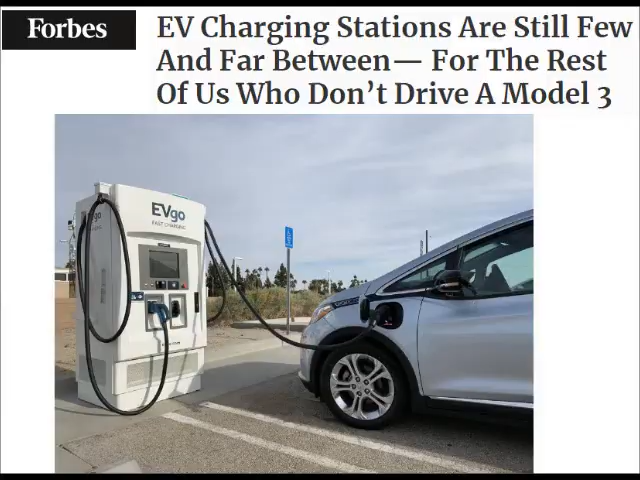 Forbes
EV Charging Stations Are Still Few
And Far Between— For The Rest
Of Us Who Don’t Drive A Model 3
EVgo
FAST CHARGING